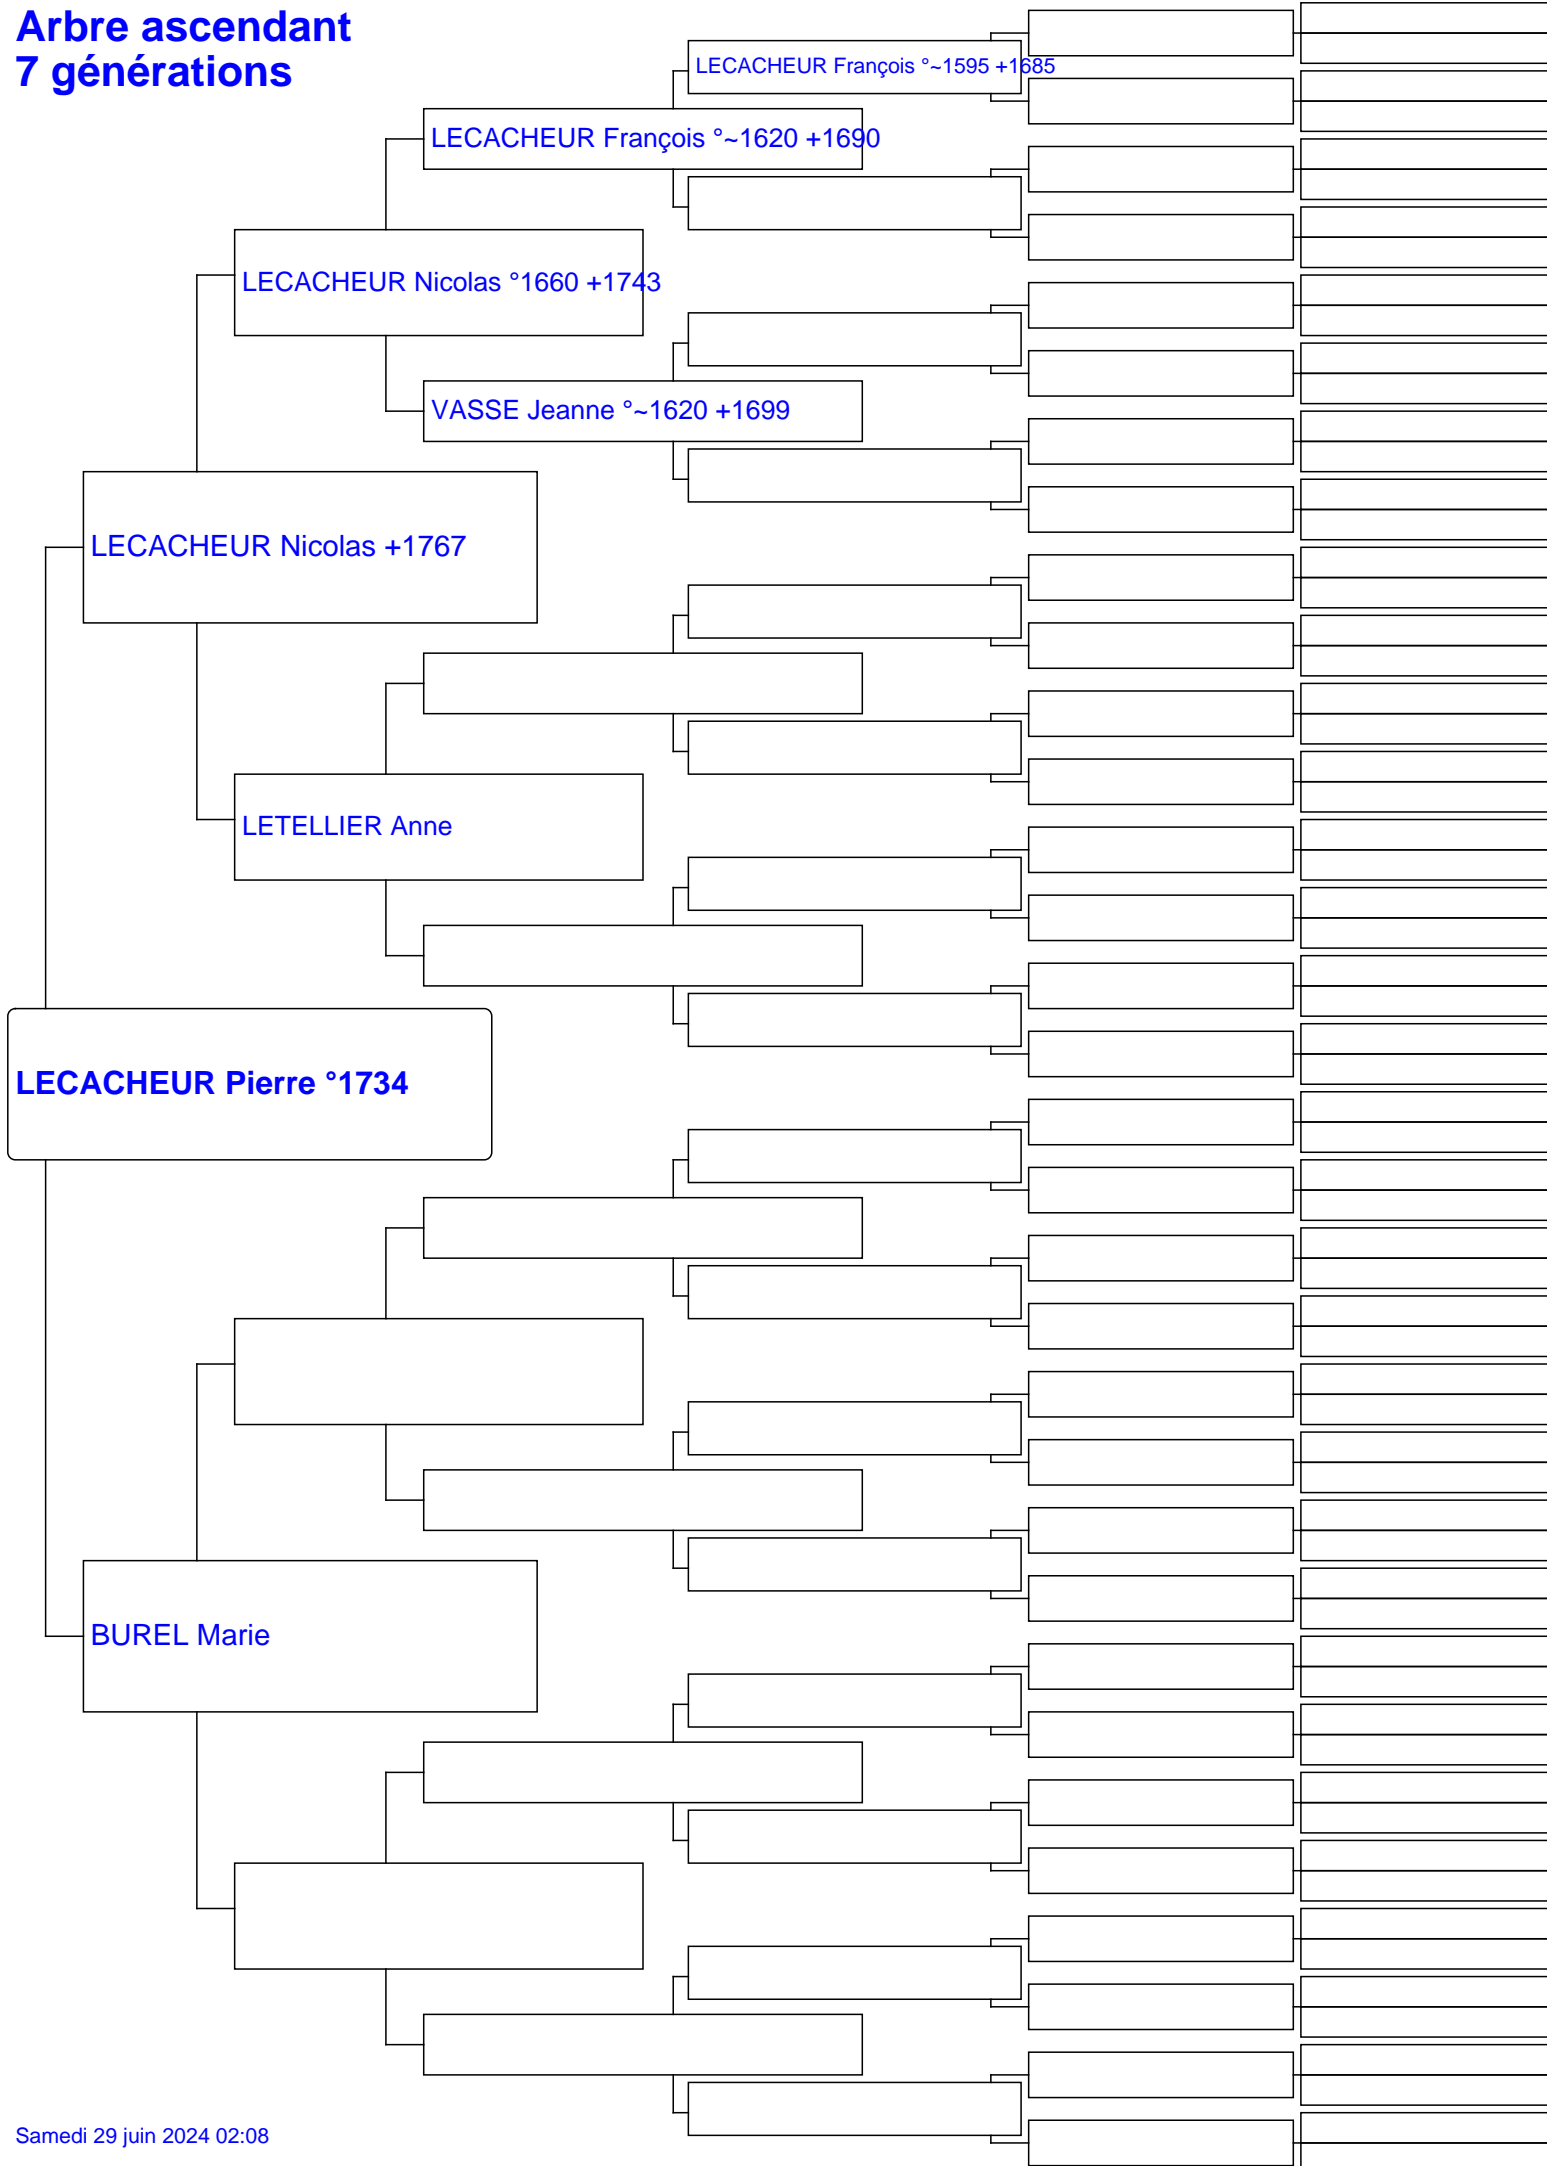 Arbre ascendant
7 générations
LECACHEUR François °~1595 +1685
LECACHEUR François °~1620 +1690
LECACHEUR Nicolas °1660 +1743
VASSE Jeanne °~1620 +1699
LECACHEUR Nicolas +1767
LETELLIER Anne
LECACHEUR Pierre °1734
BUREL Marie
Samedi 29 juin 2024 02:08